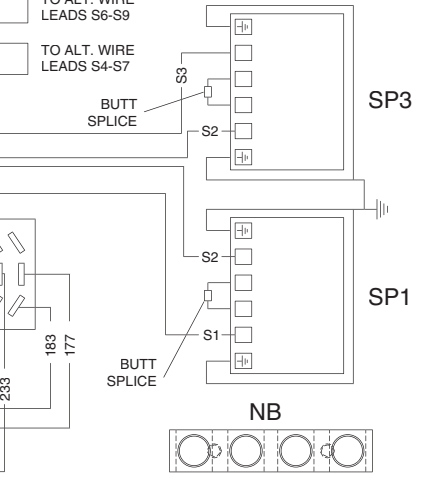 TO ALT. WIRE
LEADS S6-S9
TO ALT. WIRE
LEADS S4-S7
S3
BUTT
SPLICE
S2
SP3
S2
SP1
S1
BUTT
SPLICE
183
177
233
NB